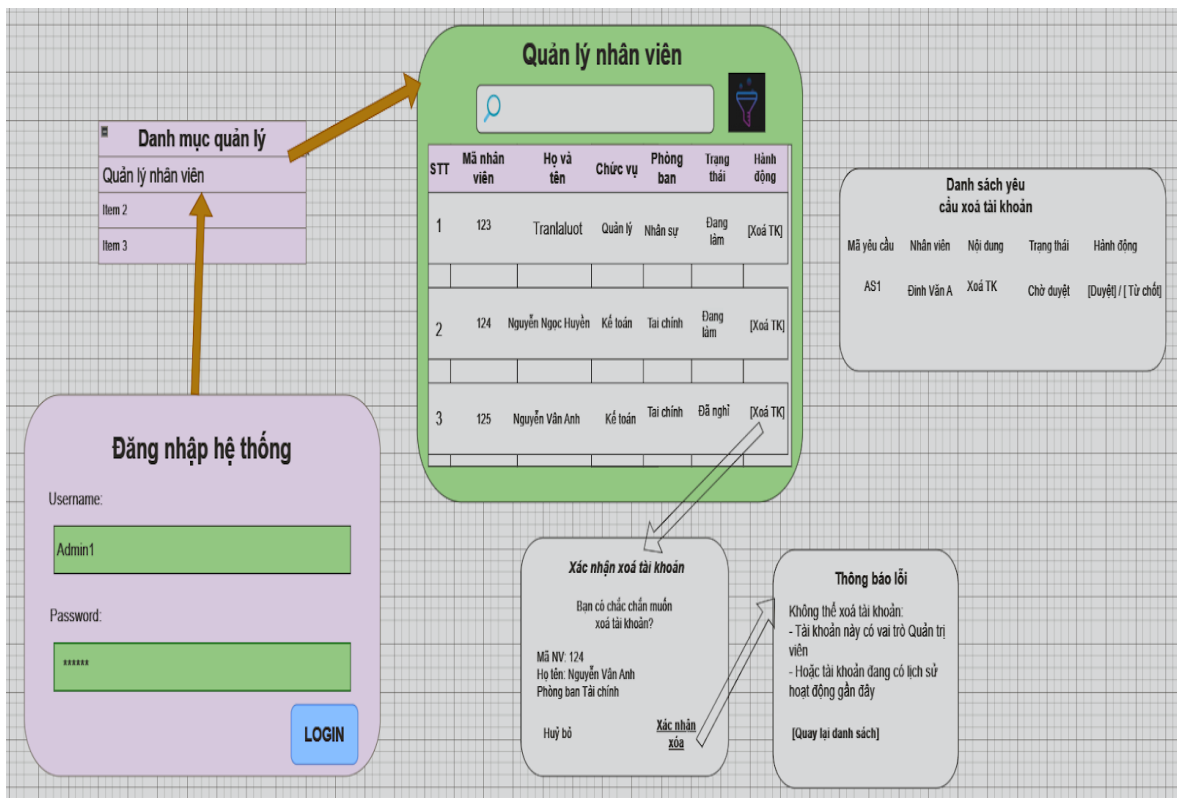 Quản lý nhân viên
Danh mục quản lý
Quản lý nhân viên
Item 2
Item 3
STT Mã nhân viên Họ và tên Chức vụ Phòng ban Trạng thái Hành động
1 123 Tranlaluot Quản lý Nhân sự Đang làm [Xoá TK]
2 124 Nguyễn Ngọc Huyền Kế toán Tai chính Đang làm [Xoá TK]
3 125 Nguyễn Vân Anh Kế toán Tai chính Đã nghỉ [Xoá TK]
Danh sách yêu
cầu xoá tài khoản
Mã yêu cầu Nhân viên Nội dung Trạng thái Hành động
AS1 Đinh Văn A Xoá TK Chờ duyệt [Duyệt] / [ Từ chốt]
Đăng nhập hệ thống
Username:
Admin1
Password:
******
LOGIN
Xác nhận xoá tài khoản
Bạn có chắc chắn muốn
xoá tài khoản?
Mã NV: 124
Họ tên: Nguyễn Vân Anh
Phòng ban Tài chính
Huỷ bỏ
Xác nhận
xóa
Thông báo lỗi
Không thể xoá tài khoản:
- Tài khoản này có vai trò Quản trị
viên
- Hoặc tài khoản đang có lịch sử
hoạt động gần đây
[Quay lại danh sách]